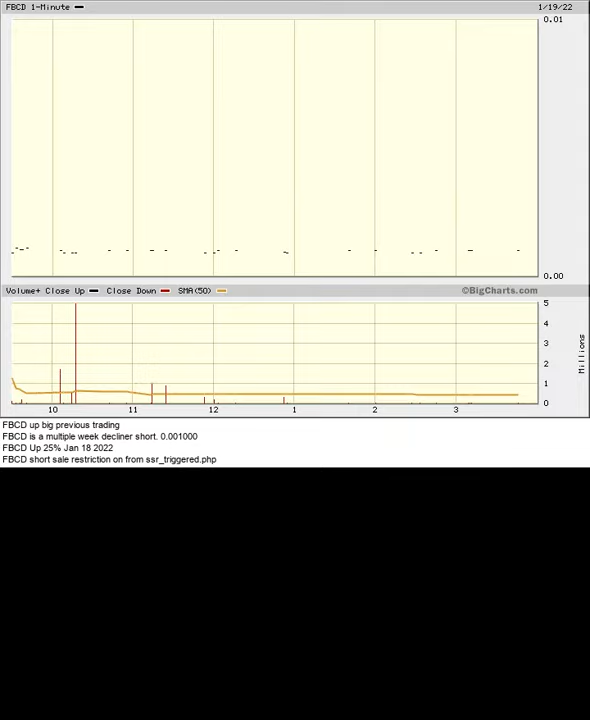 FBCD 1-Minute 1/19/22
0.01
0.00
Volume+ Close Up Close Down SMA(50) ©BigCharts.com
5
4
3
2
1
0
Millions
10 11 12 1 2 3
FBCD up big previous trading
FBCD is a multiple week decliner short. 0.001000
FBCD Up 25% Jan 18 2022
FBCD short sale restriction on from ssr_triggered.php